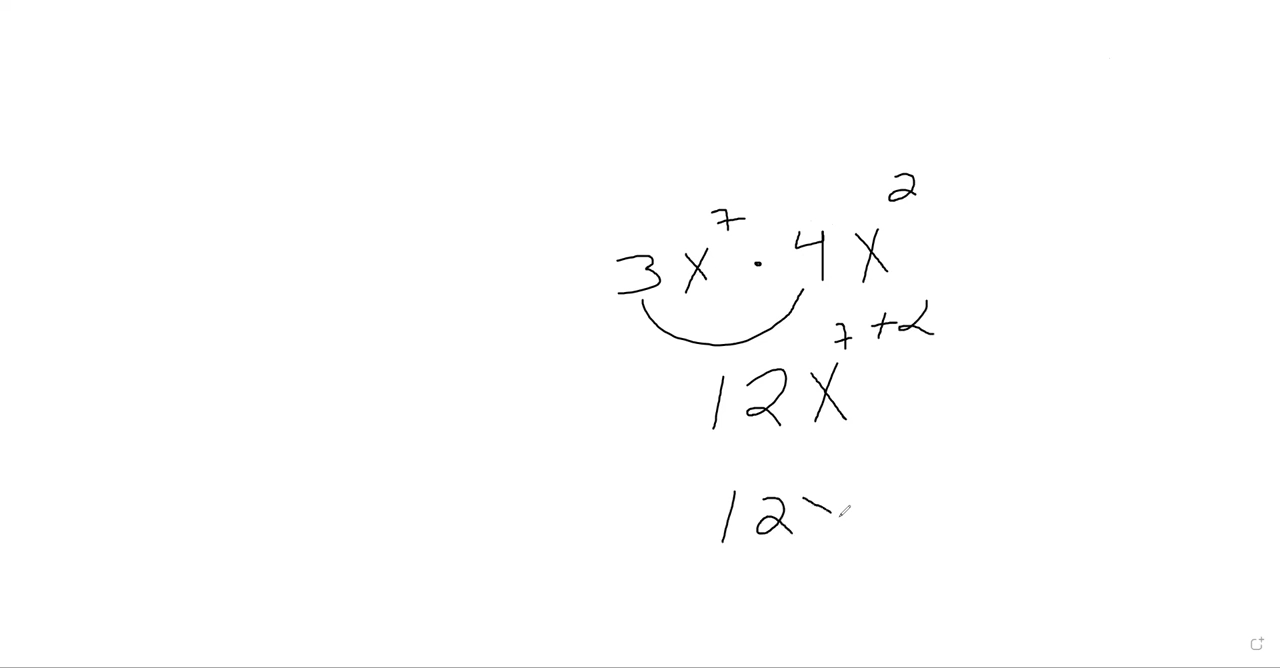 3x⁷ · 4x²
12x⁷⁺²
12